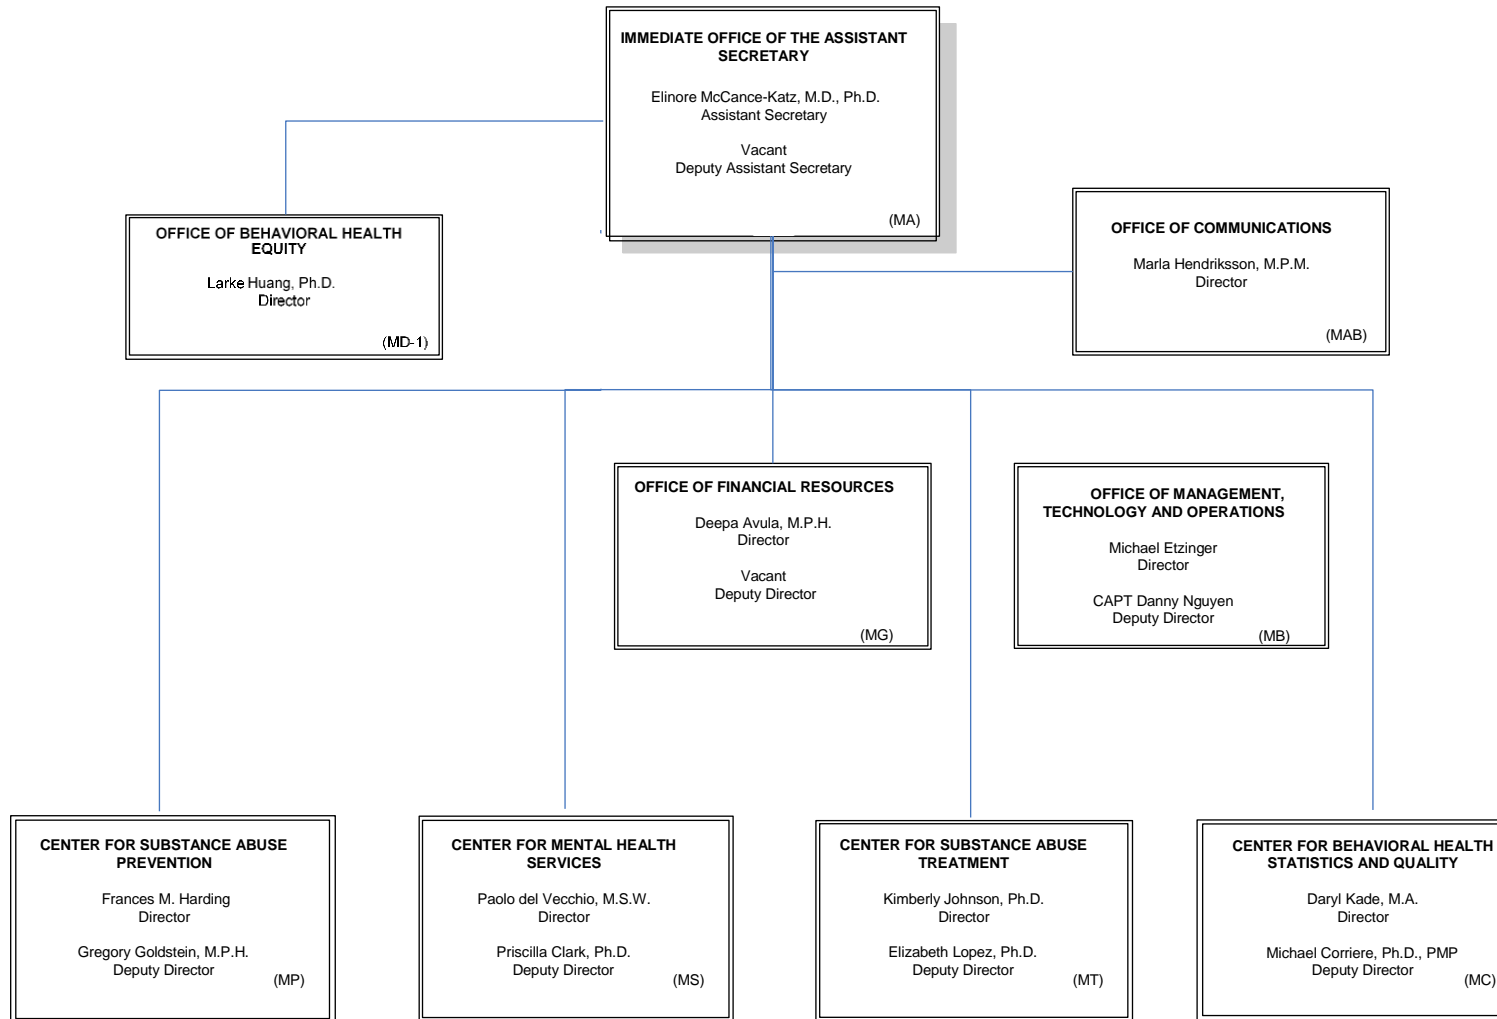 IMMEDIATE OFFICE OF THE ASSISTANT
SECRETARY
Elinore McCance-Katz, M.D., Ph.D.
Assistant Secretary
Vacant
Deputy Assistant Secretary
(MA)
OFFICE OF BEHAVIORAL HEALTH
EQUITY
Larke Huang, Ph.D.
Director
(MD-1)
OFFICE OF COMMUNICATIONS
Marla Hendriksson, M.P.M.
Director
(MAB)
OFFICE OF FINANCIAL RESOURCES
Deepa Avula, M.P.H.
Director
Vacant
Deputy Director
(MG)
OFFICE OF MANAGEMENT,
TECHNOLOGY AND OPERATIONS
Michael Etzinger
Director
CAPT Danny Nguyen
Deputy Director
(MB)
CENTER FOR SUBSTANCE ABUSE
PREVENTION
Frances M. Harding
Director
Gregory Goldstein, M.P.H.
Deputy Director
(MP)
CENTER FOR MENTAL HEALTH
SERVICES
Paolo del Vecchio, M.S.W.
Director
Priscilla Clark, Ph.D.
Deputy Director
(MS)
CENTER FOR SUBSTANCE ABUSE
TREATMENT
Kimberly Johnson, Ph.D.
Director
Elizabeth Lopez, Ph.D.
Deputy Director
(MT)
CENTER FOR BEHAVIORAL HEALTH
STATISTICS AND QUALITY
Daryl Kade, M.A.
Director
Michael Corriere, Ph.D., PMP
Deputy Director
(MC)